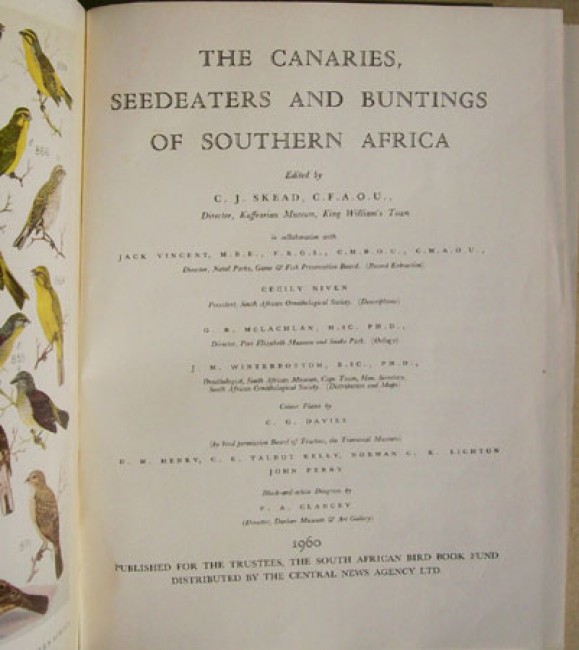 THE CANARIES,
SEEDEATERS AND BUNTINGS
OF SOUTHERN AFRICA
Edited by
C. J. SKEAD, C.F.A.O.U.,
Director, Kaffrarian Museum, King William's Town
in collaboration with
JACK VINCENT, M.B.E., F.R.G.S., C.M.B.O.U., C.M.A.O.U.,
Director, Natal Parks, Game & Fish Preservation Board. (Record Extraction)
CECILY NIVEN
President, South African Ornithological Society. (Descriptions)
G. R. McLACHLAN, M.SC. PH.D.,
Director, Port Elizabeth Museum and Snake Park. (Oology)
J. M. WINTERBOTTOM, B.SC., PH.D.,
Ornithologist, South African Museum, Cape Town, Hon. Secretary,
South African Ornithological Society. (Distribution and Maps)
Colour Plates by
C. G. DAVIES
(by kind permission Board of Trustees, the Transvaal Museum)
D. M. HENRY, C. E. TALBOT KELLY, NORMAN C. K. LIGHTON
JOHN PERRY
Black-and-white Diagrams by
P. A. CLANCEY
(Director, Durban Museum & Art Gallery)
1960
PUBLISHED FOR THE TRUSTEES, THE SOUTH AFRICAN BIRD BOOK FUND
DISTRIBUTED BY THE CENTRAL NEWS AGENCY LTD
866